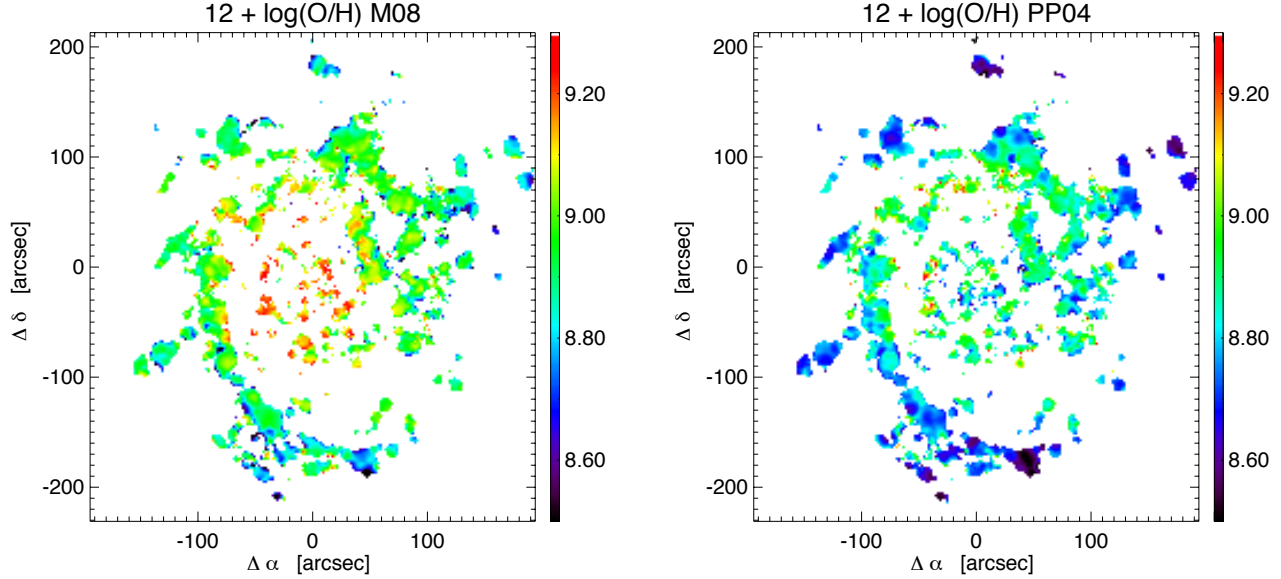 12 + log(O/H) M08
200
100
0
-100
-200
Δ δ [arcsec]
-100 0 100
Δ α [arcsec]
9.20
9.00
8.80
8.60
12 + log(O/H) PP04
200
100
0
-100
-200
Δ δ [arcsec]
-100 0 100
Δ α [arcsec]
9.20
9.00
8.80
8.60